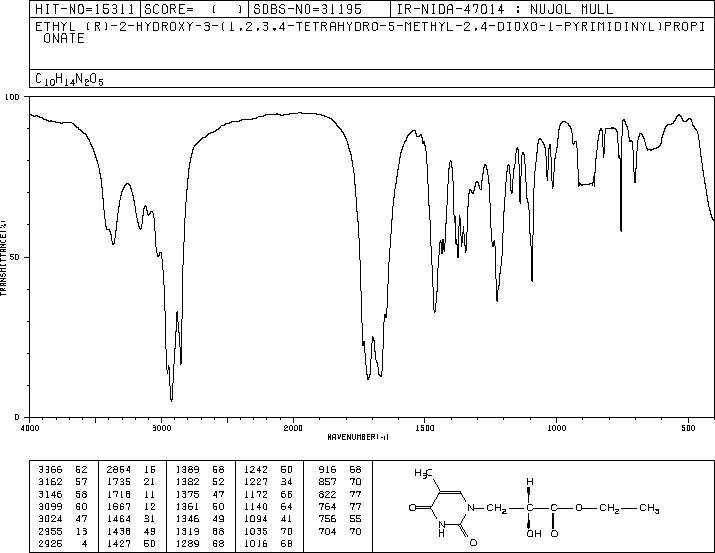 HIT-NO=15311 SCORE= ( ) SDBS-NO=31195 IR-NIDA-47014 : NUJOL MULL
ETHYL (R)-2-HYDROXY-3-(1,2,3,4-TETRAHYDRO-5-METHYL-2,4-DIOXO-1-PYRIMIDINYL)PROPI
ONATE
C10H14N2O5
100
50
0
TRANSMITTANCE(%)
4000 3000 2000 1500 1000 500
WAVENUMBER(-1)
3366 52 2854 16 1389 68 1242 50 916 68
3162 57 1735 21 1382 52 1227 34 857 70
3146 58 1718 11 1375 47 1172 66 822 77
3099 60 1667 12 1361 50 1140 64 764 77
3024 47 1464 31 1346 49 1094 41 756 55
2955 13 1438 49 1319 68 1035 70 704 70
2925 4 1427 50 1289 68 1016 68
H3C
H
O N CH2 C C O CH2 CH3
NH OH O
O